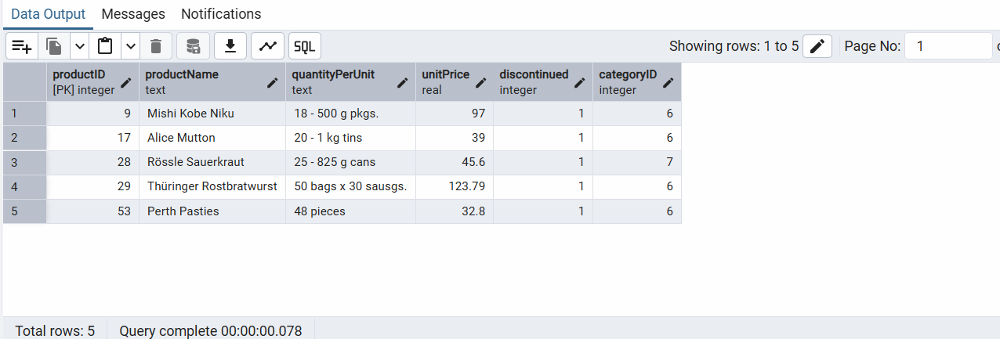 Data Output Messages Notifications
SQL Showing rows: 1 to 5 Page No: 1
productID productName quantityPerUnit unitPrice discontinued categoryID
[PK] integer text text real integer integer
1 9 Mishi Kobe Niku 18 - 500 g pkgs. 97 1 6
2 17 Alice Mutton 20 - 1 kg tins 39 1 6
3 28 Rössle Sauerkraut 25 - 825 g cans 45.6 1 7
4 29 Thüringer Rostbratwurst 50 bags x 30 sausgs. 123.79 1 6
5 53 Perth Pasties 48 pieces 32.8 1 6
Total rows: 5 Query complete 00:00:00.078